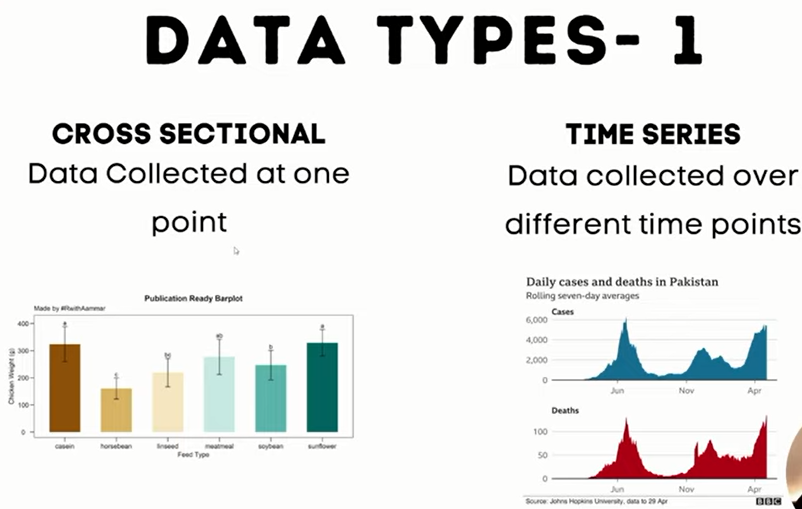 DATA TYPES- 1
CROSS SECTIONAL
Data Collected at one
point
TIME SERIES
Data collected over
different time points
Publication Ready Barplot
Made by #RwithAammar
Chicken Weight (g)
400
300
200
100
0
a
c
bc
ab
b
a
casein
horsebean
linseed
meatmeal
soybean
sunflower
Feed Type
Daily cases and deaths in Pakistan
Rolling seven-day averages
Cases
6,000
4,000
2,000
0
Jun
Nov
Apr
Deaths
100
50
0
Jun
Nov
Apr
Source: Johns Hopkins University, data to 29 Apr
BBC